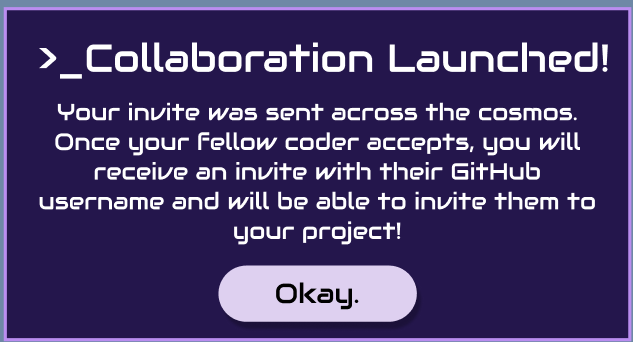 >_Collaboration Launched!
Your invite was sent across the cosmos.
Once your fellow coder accepts, you will
receive an invite with their GitHub
username and will be able to invite them to
your project!
Okay.